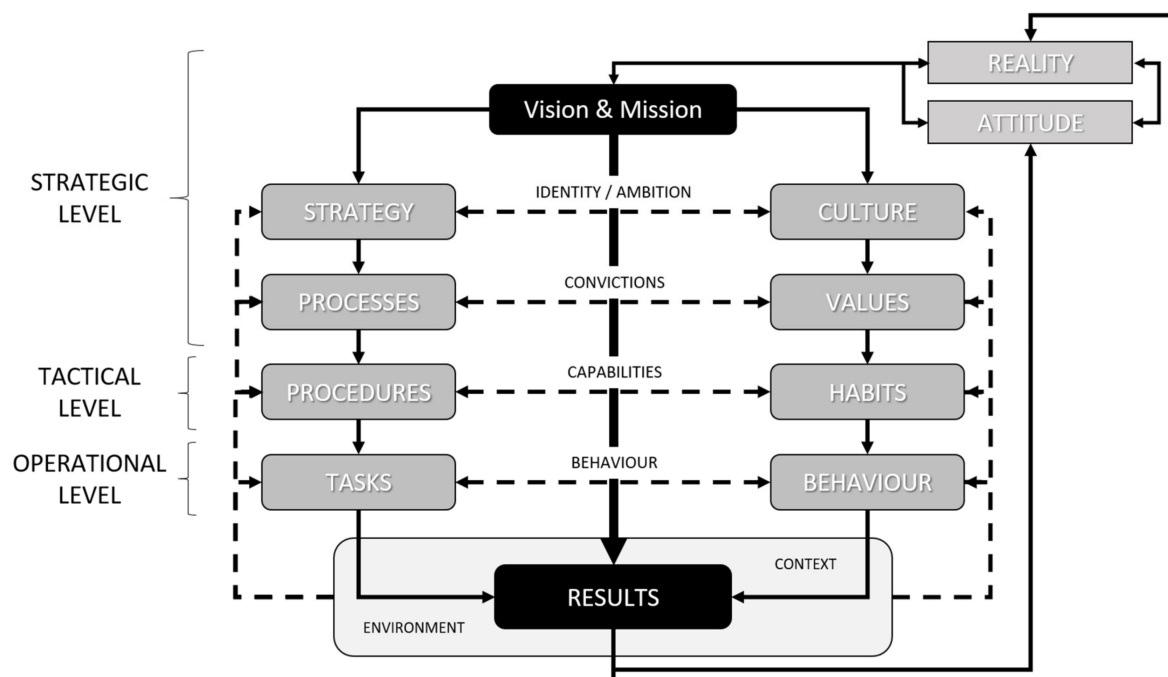 REALITY
ATTITUDE
Vision & Mission
STRATEGIC
LEVEL
STRATEGY
IDENTITY / AMBITION
CULTURE
PROCESSES
CONVICTIONS
VALUES
TACTICAL
LEVEL
PROCEDURES
CAPABILITIES
HABITS
OPERATIONAL
LEVEL
TASKS
BEHAVIOUR
BEHAVIOUR
CONTEXT
RESULTS
ENVIRONMENT